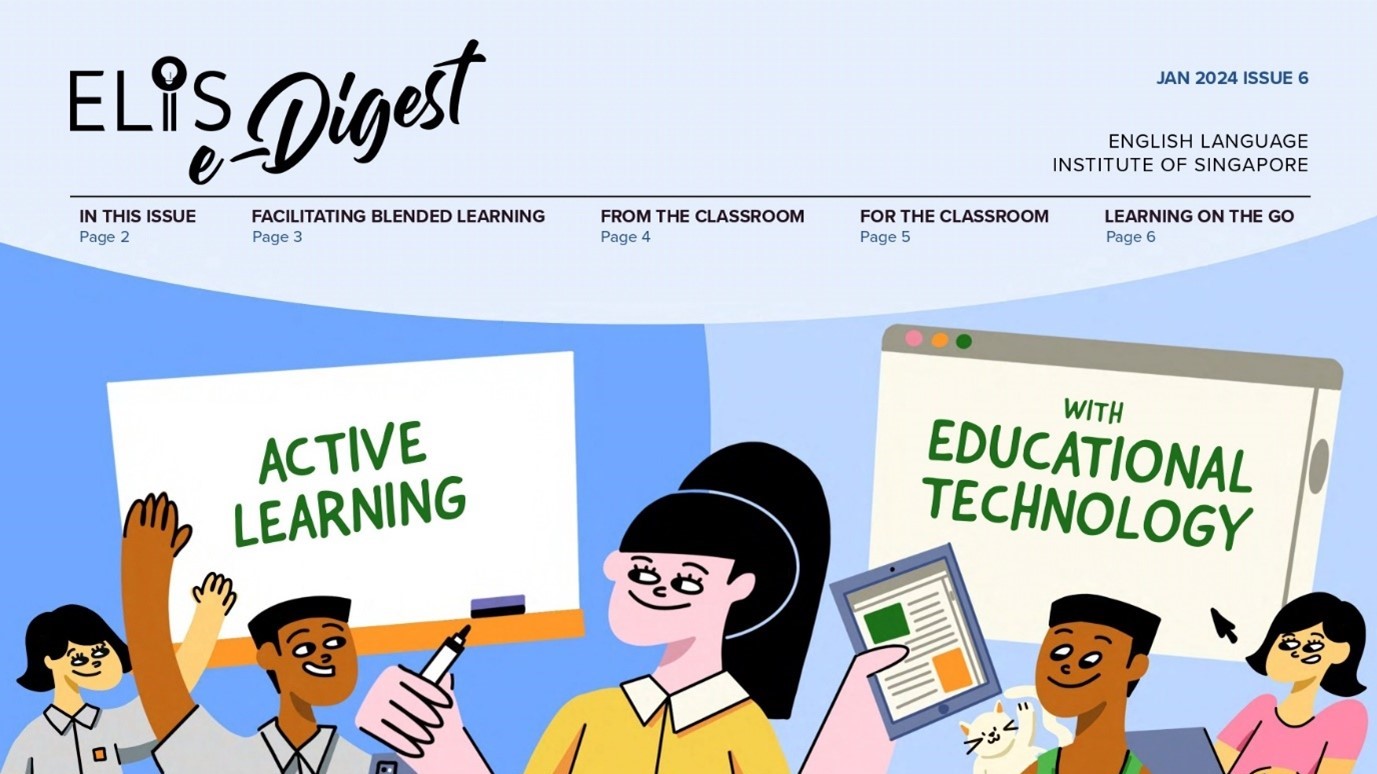 ELiS
e-Digest
JAN 2024 ISSUE 6
ENGLISH LANGUAGE
INSTITUTE OF SINGAPORE
IN THIS ISSUE
Page 2
FACILITATING BLENDED LEARNING
Page 3
FROM THE CLASSROOM
Page 4
FOR THE CLASSROOM
Page 5
LEARNING ON THE GO
Page 6
ACTIVE
LEARNING
WITH
EDUCATIONAL
TECHNOLOGY